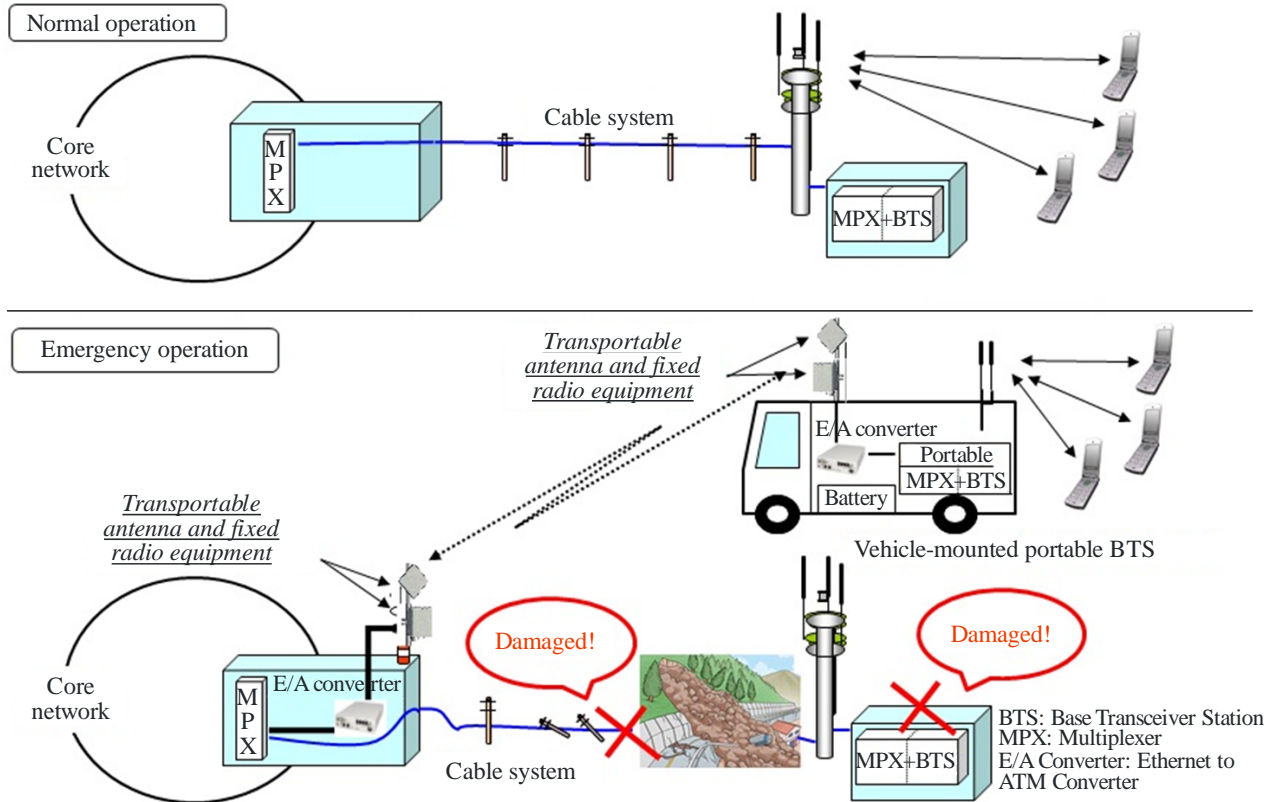 Normal operation
Core
network
M
P
X
Cable system
MPX+BTS
Emergency operation
Transportable
antenna and fixed
radio equipment
E/A converter
Portable
MPX+BTS
Battery
Vehicle-mounted portable BTS
Transportable
antenna and fixed
radio equipment
Core
network
M
P
X
E/A converter
Cable system
Damaged!
Damaged!
MPX+BTS
BTS: Base Transceiver Station
MPX: Multiplexer
E/A Converter: Ethernet to
ATM Converter